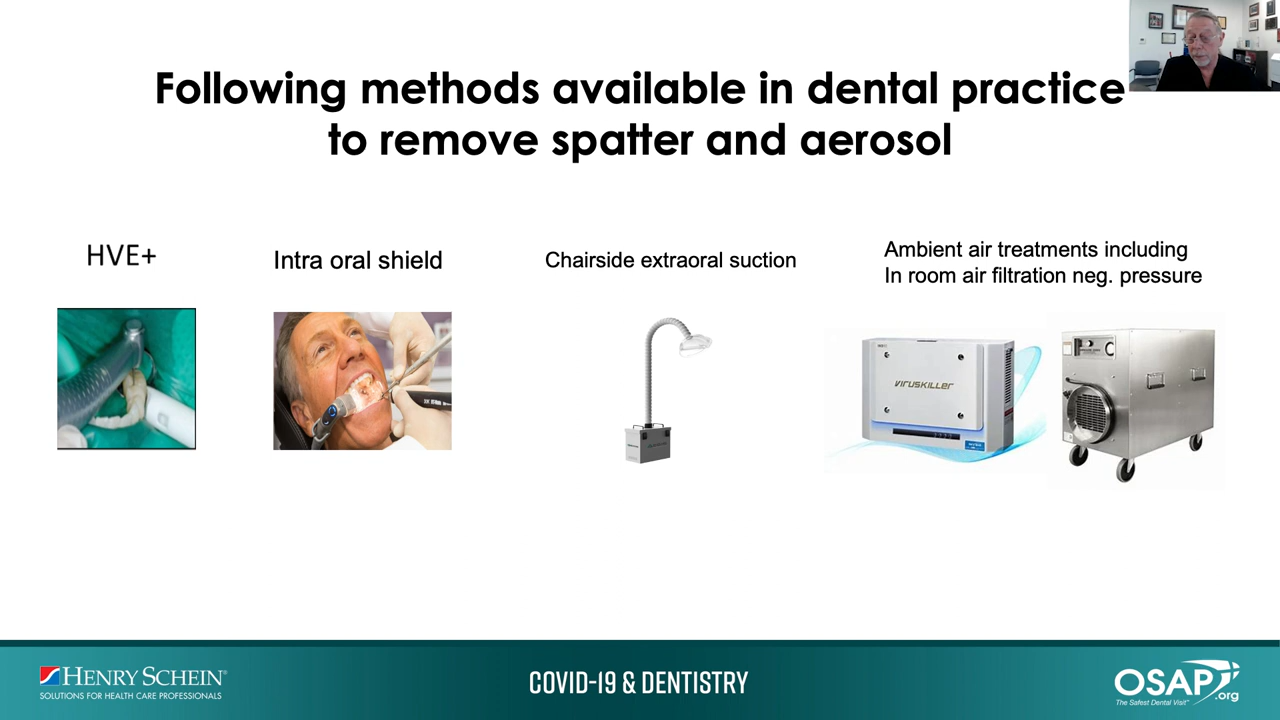 Following methods available in dental practice
to remove spatter and aerosol
HVE+
Intra oral shield
Chairside extraoral suction
Ambient air treatments including
In room air filtration neg. pressure
VIRUSKILLER
HENRY SCHEIN®
SOLUTIONS FOR HEALTH CARE PROFESSIONALS
COVID-19 & DENTISTRY
OSAP.org
The Safest Dental Visit™